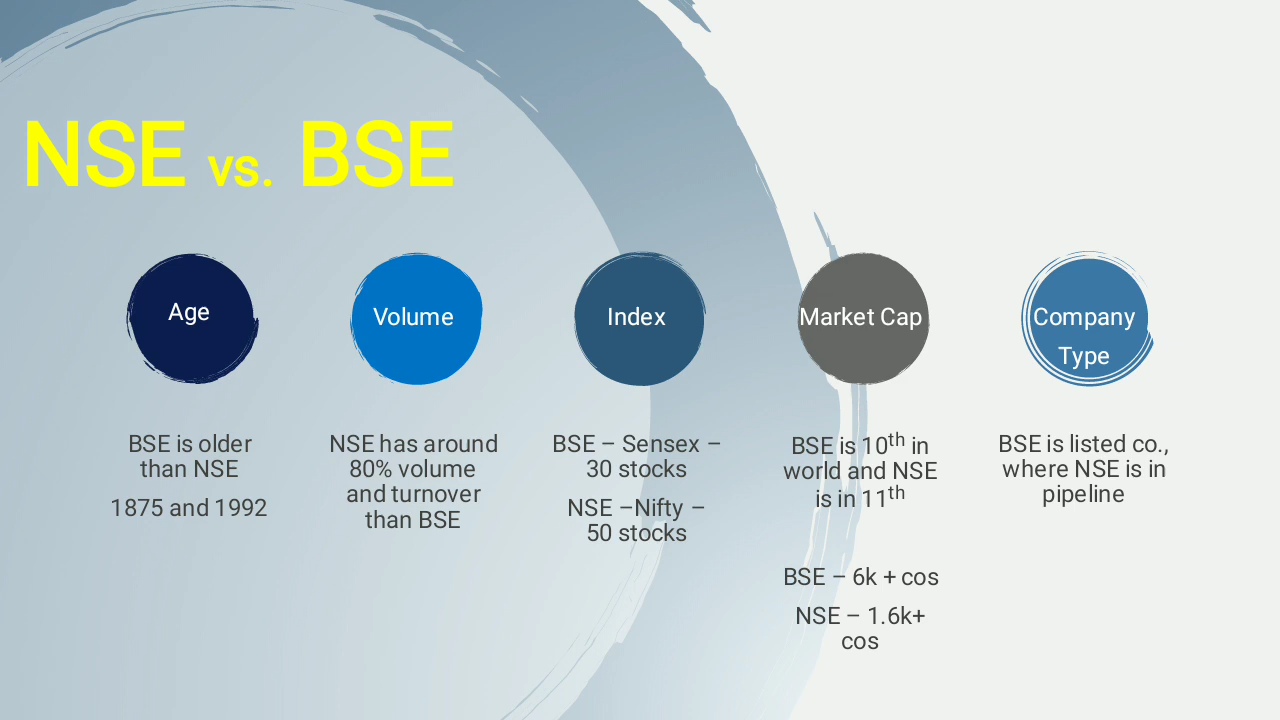 NSE vs. BSE
Age
BSE is older
than NSE
1875 and 1992
Volume
NSE has around
80% volume
and turnover
than BSE
Index
BSE – Sensex –
30 stocks
NSE –Nifty –
50 stocks
Market Cap
BSE is 10th in
world and NSE
is in 11th
BSE – 6k + cos
NSE – 1.6k+
cos
Company
Type
BSE is listed co.,
where NSE is in
pipeline